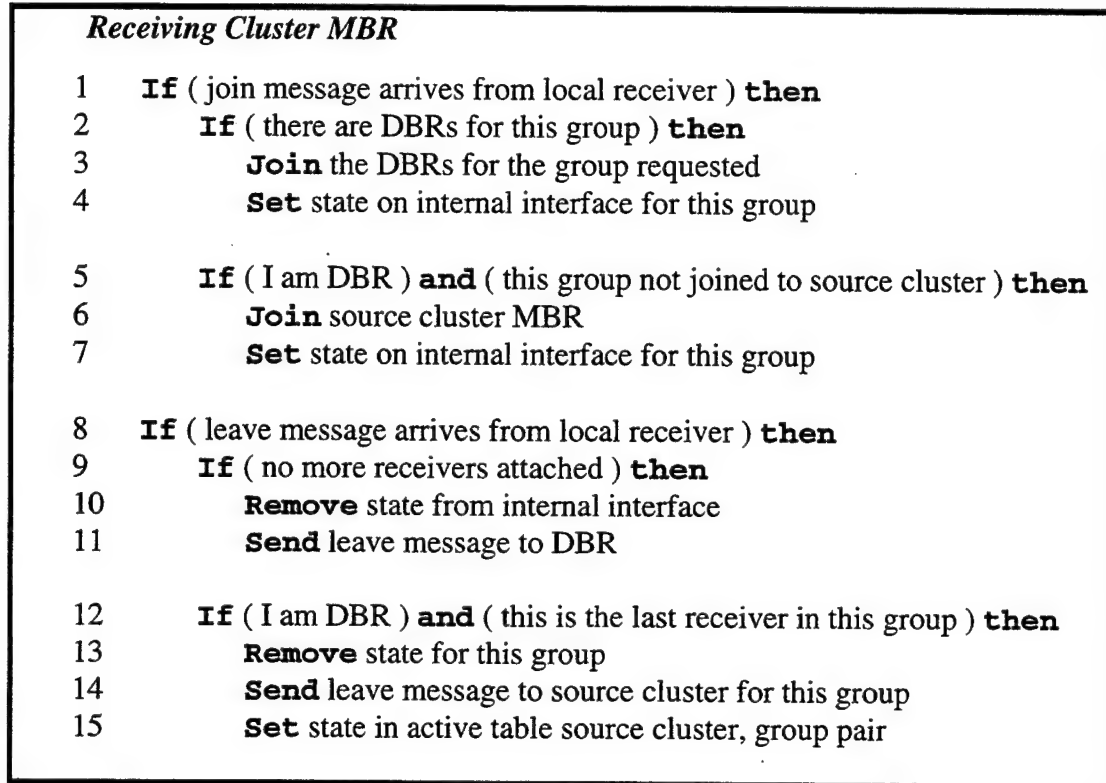 Receiving Cluster MBR
1 If ( join message arrives from local receiver ) then
2 If ( there are DBRs for this group ) then
3 Join the DBRs for the group requested
4 Set state on internal interface for this group
5 If ( I am DBR ) and ( this group not joined to source cluster ) then
6 Join source cluster MBR
7 Set state on internal interface for this group
8 If ( leave message arrives from local receiver ) then
9 If ( no more receivers attached ) then
10 Remove state from internal interface
11 Send leave message to DBR
12 If ( I am DBR ) and ( this is the last receiver in this group ) then
13 Remove state for this group
14 Send leave message to source cluster for this group
15 Set state in active table source cluster, group pair